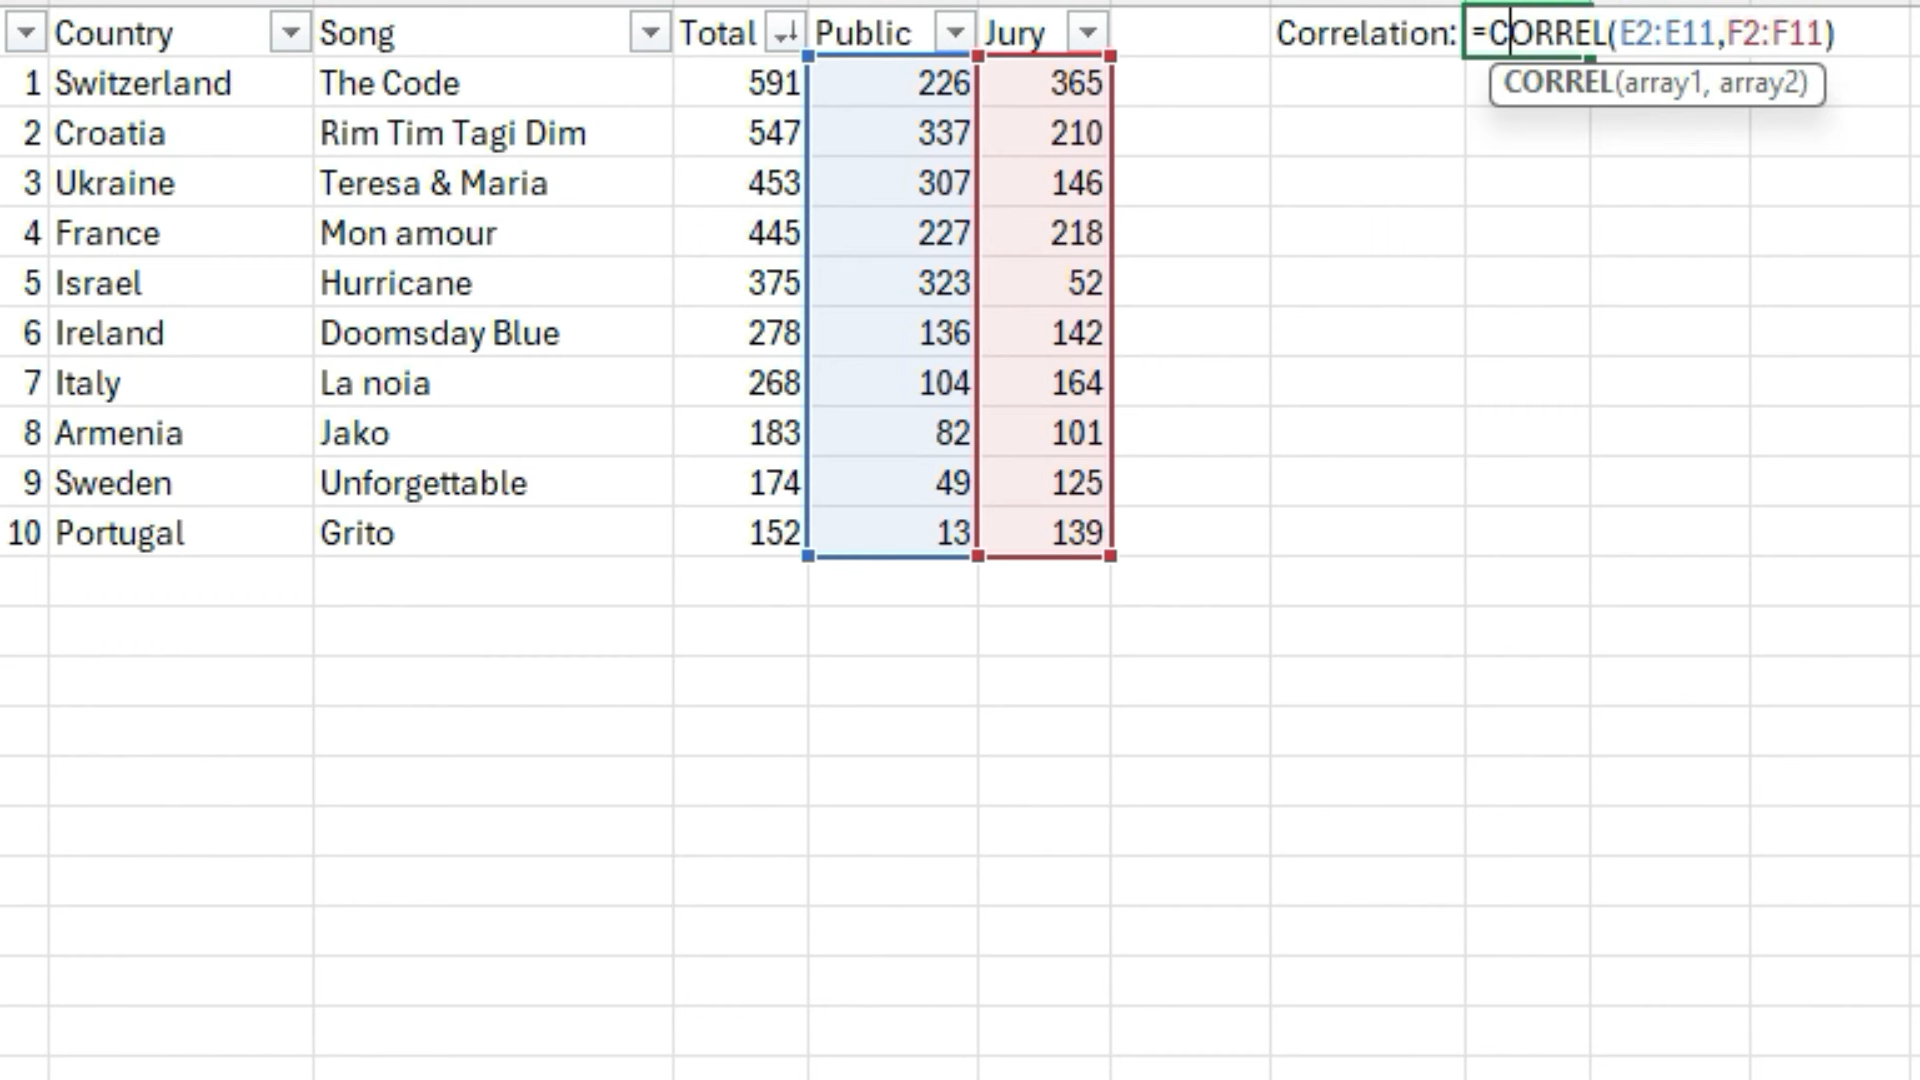 Country Song Total Public Jury Correlation: =CORREL(E2:E11,F2:F11)
CORREL(array1, array2)
1 Switzerland The Code 591 226 365
2 Croatia Rim Tim Tagi Dim 547 337 210
3 Ukraine Teresa & Maria 453 307 146
4 France Mon amour 445 227 218
5 Israel Hurricane 375 323 52
6 Ireland Doomsday Blue 278 136 142
7 Italy La noia 268 104 164
8 Armenia Jako 183 82 101
9 Sweden Unforgettable 174 49 125
10 Portugal Grito 152 13 139